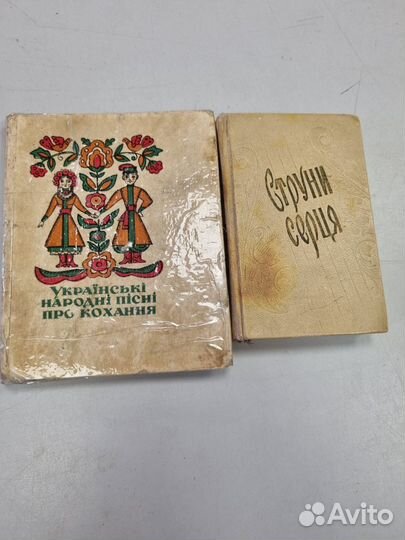 УКРАЇНСЬКІ
НАРОДНІ ПІСНІ
ПРО КОХАННЯ
Струни
серця
Avito